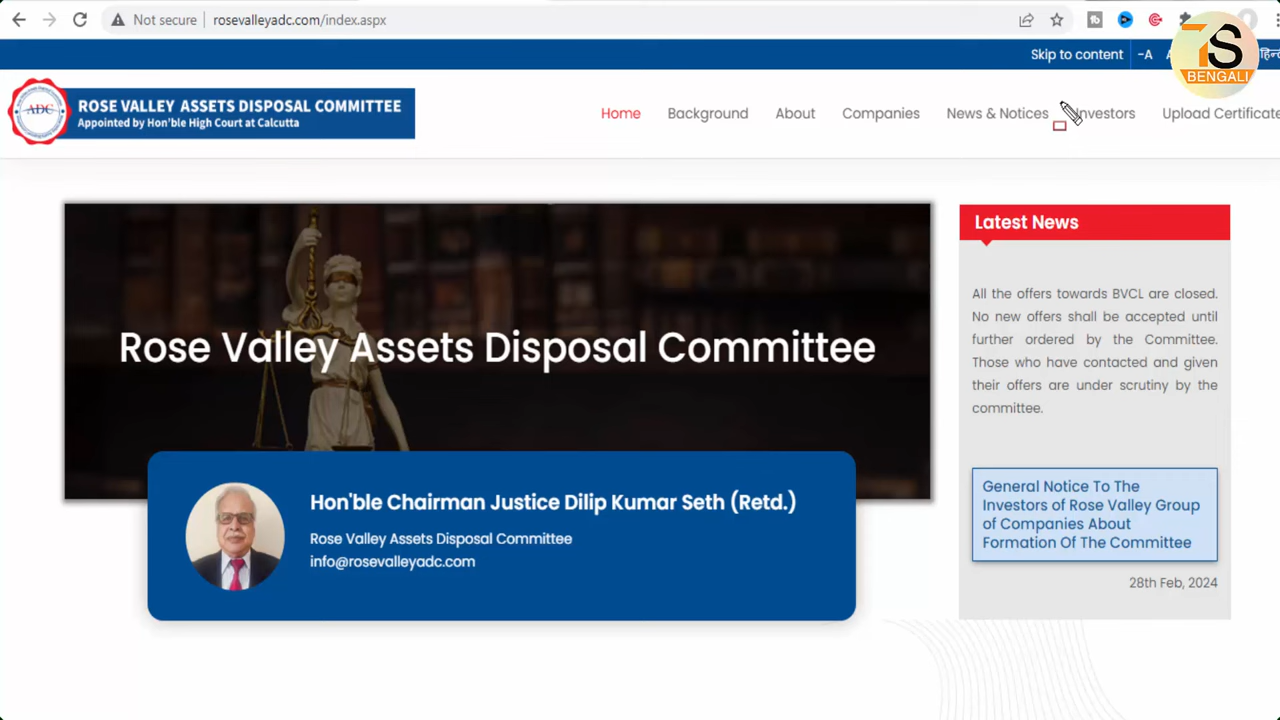 Not secure
rosevalleyadc.com/index.aspx
Skip to content
-A
7S
BENGALI
ADC
ROSE VALLEY ASSETS DISPOSAL COMMITTEE
Appointed by Hon'ble High Court at Calcutta
Home
Background
About
Companies
News & Notices
Investors
Upload Certificate
Rose Valley Assets Disposal Committee
Hon'ble Chairman Justice Dilip Kumar Seth (Retd.)
Rose Valley Assets Disposal Committee
info@rosevalleyadc.com
Latest News
All the offers towards BVCL are closed.
No new offers shall be accepted until
further ordered by the Committee.
Those who have contacted and given
their offers are under scrutiny by the
committee.
General Notice To The
Investors of Rose Valley Group
of Companies About
Formation Of The Committee
28th Feb, 2024